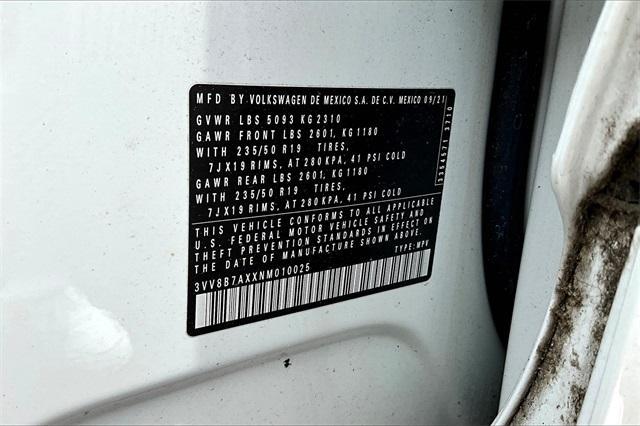 MFD BY VOLKSWAGEN DE MEXICO S.A. DE C.V. MEXICO 09/21
GVWR LBS 5093 KG2310
GAWR FRONT LBS 2601, KG1180
WITH 235/50 R19 TIRES,
7JX19 RIMS, AT 280 KPA, 41 PSI COLD
GAWR REAR LBS 2601, KG1180
WITH 235/50 R19 TIRES,
7JX19 RIMS, AT 280 KPA, 41 PSI COLD
THIS VEHICLE CONFORMS TO ALL APPLICABLE
U.S. FEDERAL MOTOR VEHICLE SAFETY AND
THEFT PREVENTION STANDARDS IN EFFECT ON
THE DATE OF MANUFACTURE SHOWN ABOVE.
TYPE: MPV
3VV8B7AXXNM010025
3364571 3710